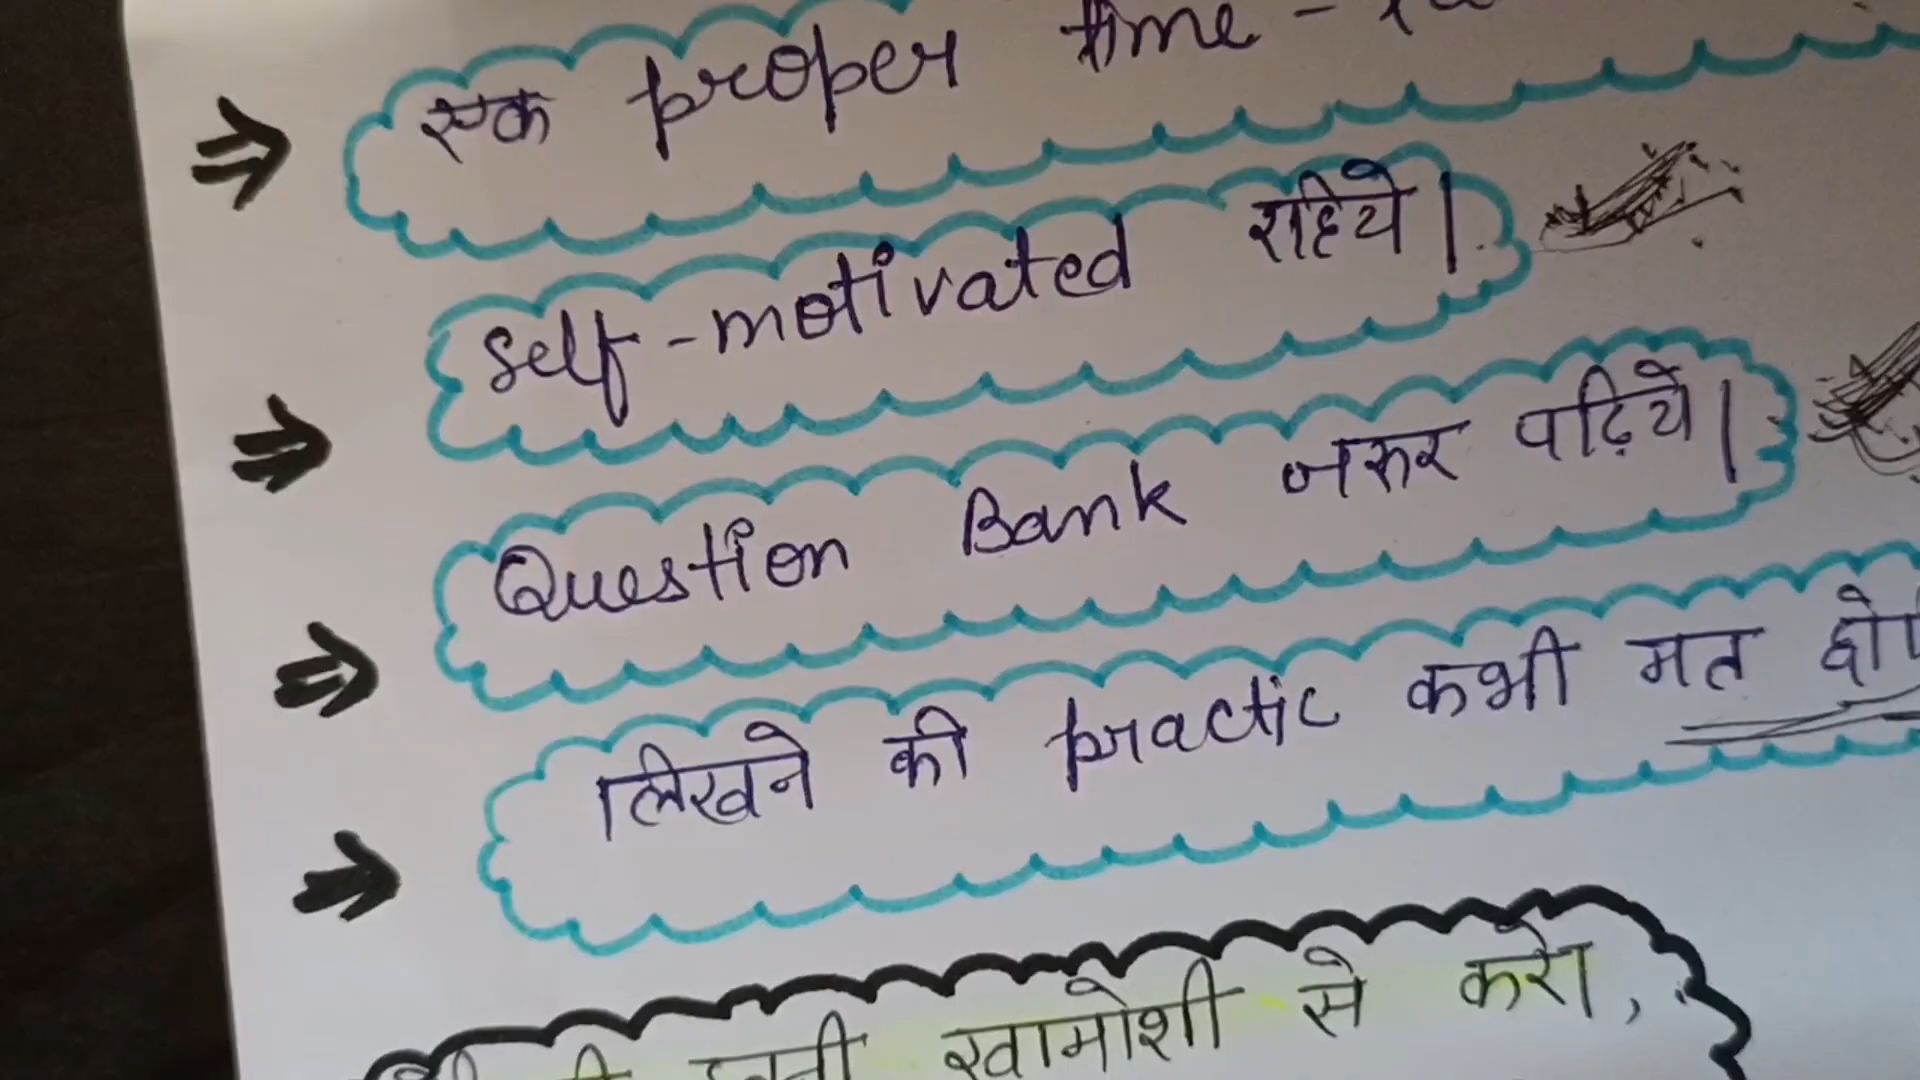 एक proper time -
Self-motivated रहिये।
Question Bank जरुर पढ़िये।
लिखने की practic कभी मत
खामोशी से करो,